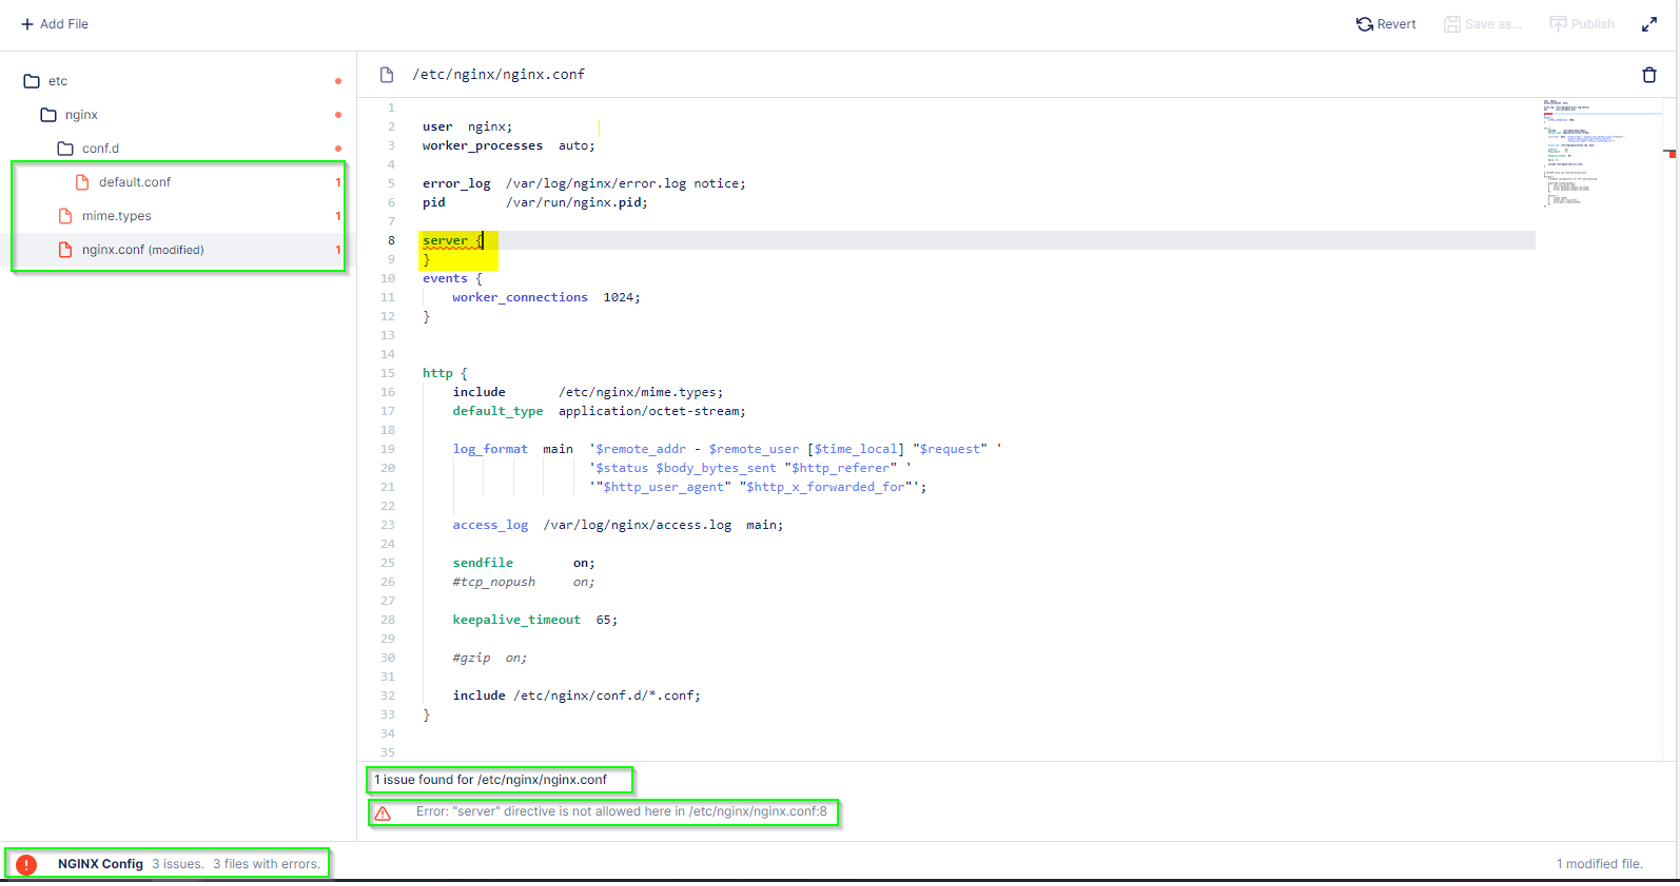 Add File
Revert
Save as...
Publish
etc
nginx
conf.d
default.conf 1
mime.types 1
nginx.conf (modified) 1
/etc/nginx/nginx.conf
1
2 user  nginx;
3 worker_processes  auto;
4
5 error_log  /var/log/nginx/error.log notice;
6 pid        /var/run/nginx.pid;
7
8 server {
9 }
10 events {
11     worker_connections  1024;
12 }
13
14
15 http {
16     include       /etc/nginx/mime.types;
17     default_type  application/octet-stream;
18
19     log_format  main  '$remote_addr - $remote_user [$time_local] "$request" '
20                       '$status $body_bytes_sent "$http_referer" '
21                       '"$http_user_agent" "$http_x_forwarded_for"';
22
23     access_log  /var/log/nginx/access.log  main;
24
25     sendfile        on;
26     #tcp_nopush     on;
27
28     keepalive_timeout  65;
29
30     #gzip  on;
31
32     include /etc/nginx/conf.d/*.conf;
33 }
34
35
1 issue found for /etc/nginx/nginx.conf
Error: "server" directive is not allowed here in /etc/nginx/nginx.conf:8
NGINX Config 3 issues. 3 files with errors.
1 modified file.